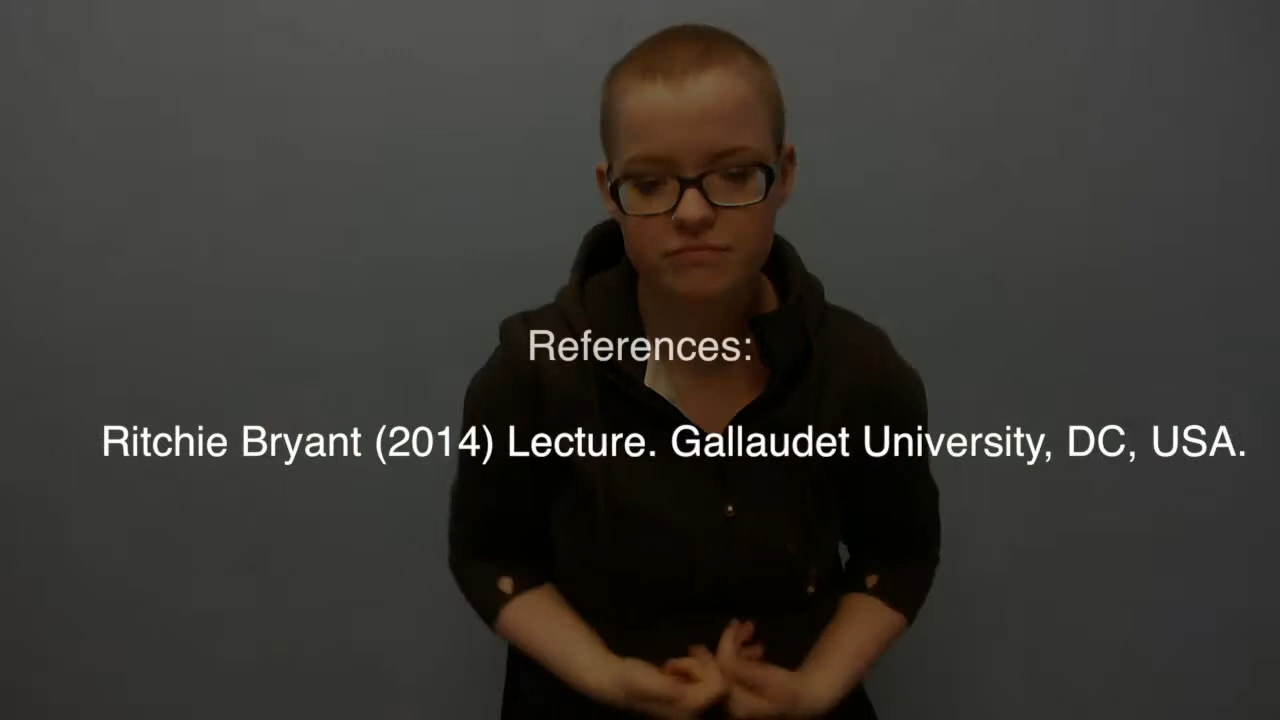 References:
Ritchie Bryant (2014) Lecture. Gallaudet University, DC, USA.